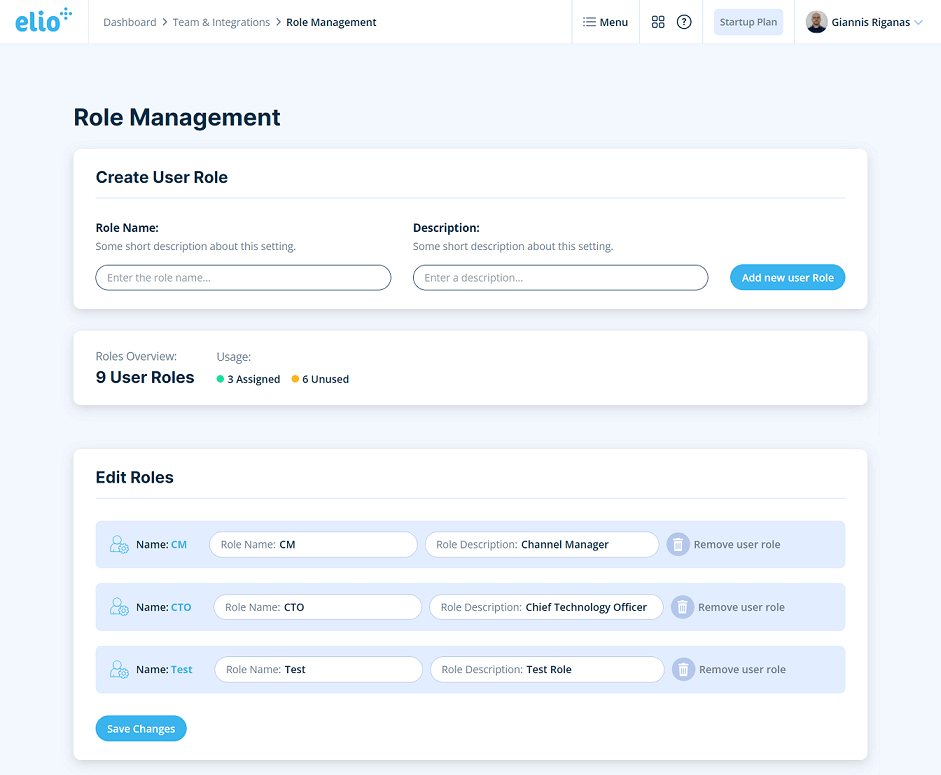 elio
Dashboard > Team & Integrations > Role Management
Menu
?
Startup Plan
Giannis Riganas
Role Management
Create User Role
Role Name:
Some short description about this setting.
Enter the role name...
Description:
Some short description about this setting.
Enter a description...
Add new user Role
Roles Overview:
9 User Roles
Usage:
3 Assigned
6 Unused
Edit Roles
Name: CM
Role Name: CM
Role Description: Channel Manager
Remove user role
Name: CTO
Role Name: CTO
Role Description: Chief Technology Officer
Remove user role
Name: Test
Role Name: Test
Role Description: Test Role
Remove user role
Save Changes